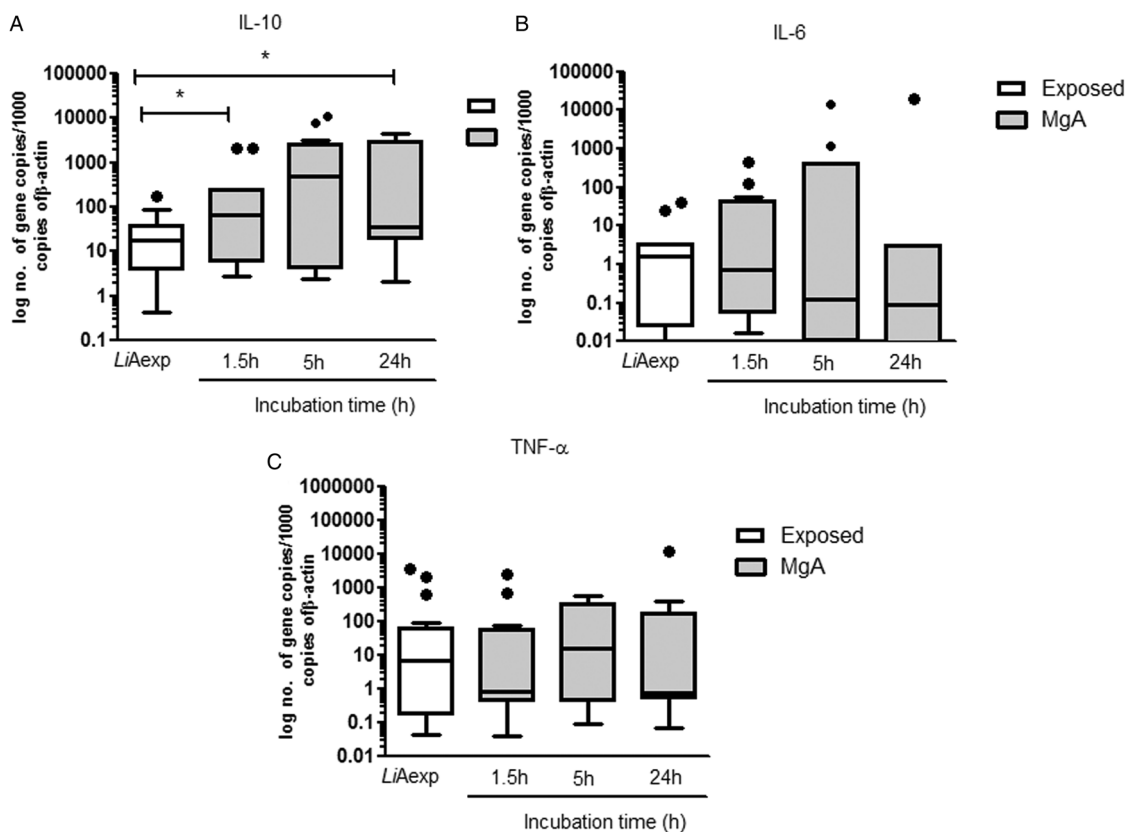 A
IL-10
*
*
100000
10000
1000
100
10
1
0.1
log no. of gene copies/1000
copies ofβ-actin
LiAexp
1.5h
5h
24h
Incubation time (h)
B
IL-6
100000
10000
1000
100
10
1
0.1
0.01
log no. of gene copies/1000
copies ofβ-actin
LiAexp
1.5h
5h
24h
Incubation time (h)
Exposed
MgA
C
TNF-α
1000000
100000
10000
1000
100
10
1
0.1
0.01
log no. of gene copies/1000
copies ofβ-actin
LiAexp
1.5h
5h
24h
Incubation time (h)
Exposed
MgA